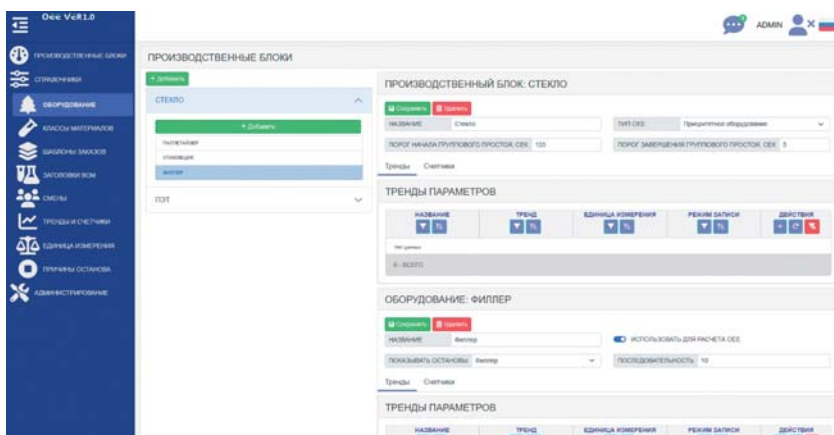 Oee VeR1.0
ADMIN
ПРОИЗВОДСТВЕННЫЕ БЛОКИ
СПРАВОЧНИКИ
ОБОРУДОВАНИЕ
КЛАССЫ МАТЕРИАЛОВ
ШАБЛОНЫ ЗАКАЗОВ
ЗАГОЛОВКИ BOM
СМЕНЫ
ТРЕНДЫ И СЧЕТЧИКИ
ЕДИНИЦА ИЗМЕРЕНИЯ
ПРИЧИНЫ ОСТАНОВА
АДМИНИСТРИРОВАНИЕ
ПРОИЗВОДСТВЕННЫЕ БЛОКИ
+ Добавить
СТЕКЛО
+ Добавить
ПАЛЛЕТАЙЗЕР
УПАКОВЩИК
ФИЛЛЕР
ПЭТ
ПРОИЗВОДСТВЕННЫЙ БЛОК: СТЕКЛО
Сохранить Удалить
НАЗВАНИЕ Стекло ТИП OEE Приоритетное оборудование
ПОРОГ НАЧАЛА ГРУППОВОГО ПРОСТОЯ, СЕК ПОРОГ ЗАВЕРШЕНИЯ ГРУППОВОГО ПРОСТОЯ, СЕК 5
Тренды Счетчики
ТРЕНДЫ ПАРАМЕТРОВ
НАЗВАНИЕ ТРЕНД ЕДИНИЦА ИЗМЕРЕНИЯ РЕЖИМ ЗАПИСИ ДЕЙСТВИЯ
Нет данных
0 - ВСЕГО
ОБОРУДОВАНИЕ: ФИЛЛЕР
Сохранить Удалить
НАЗВАНИЕ Филлер ИСПОЛЬЗОВАТЬ ДЛЯ РАСЧЕТА OEE
ПОКАЗЫВАТЬ ОСТАНОВЫ Филлер ПОСЛЕДОВАТЕЛЬНОСТЬ 10
Тренды Счетчики
ТРЕНДЫ ПАРАМЕТРОВ
НАЗВАНИЕ ТРЕНД ЕДИНИЦА ИЗМЕРЕНИЯ РЕЖИМ ЗАПИСИ ДЕЙСТВИЯ